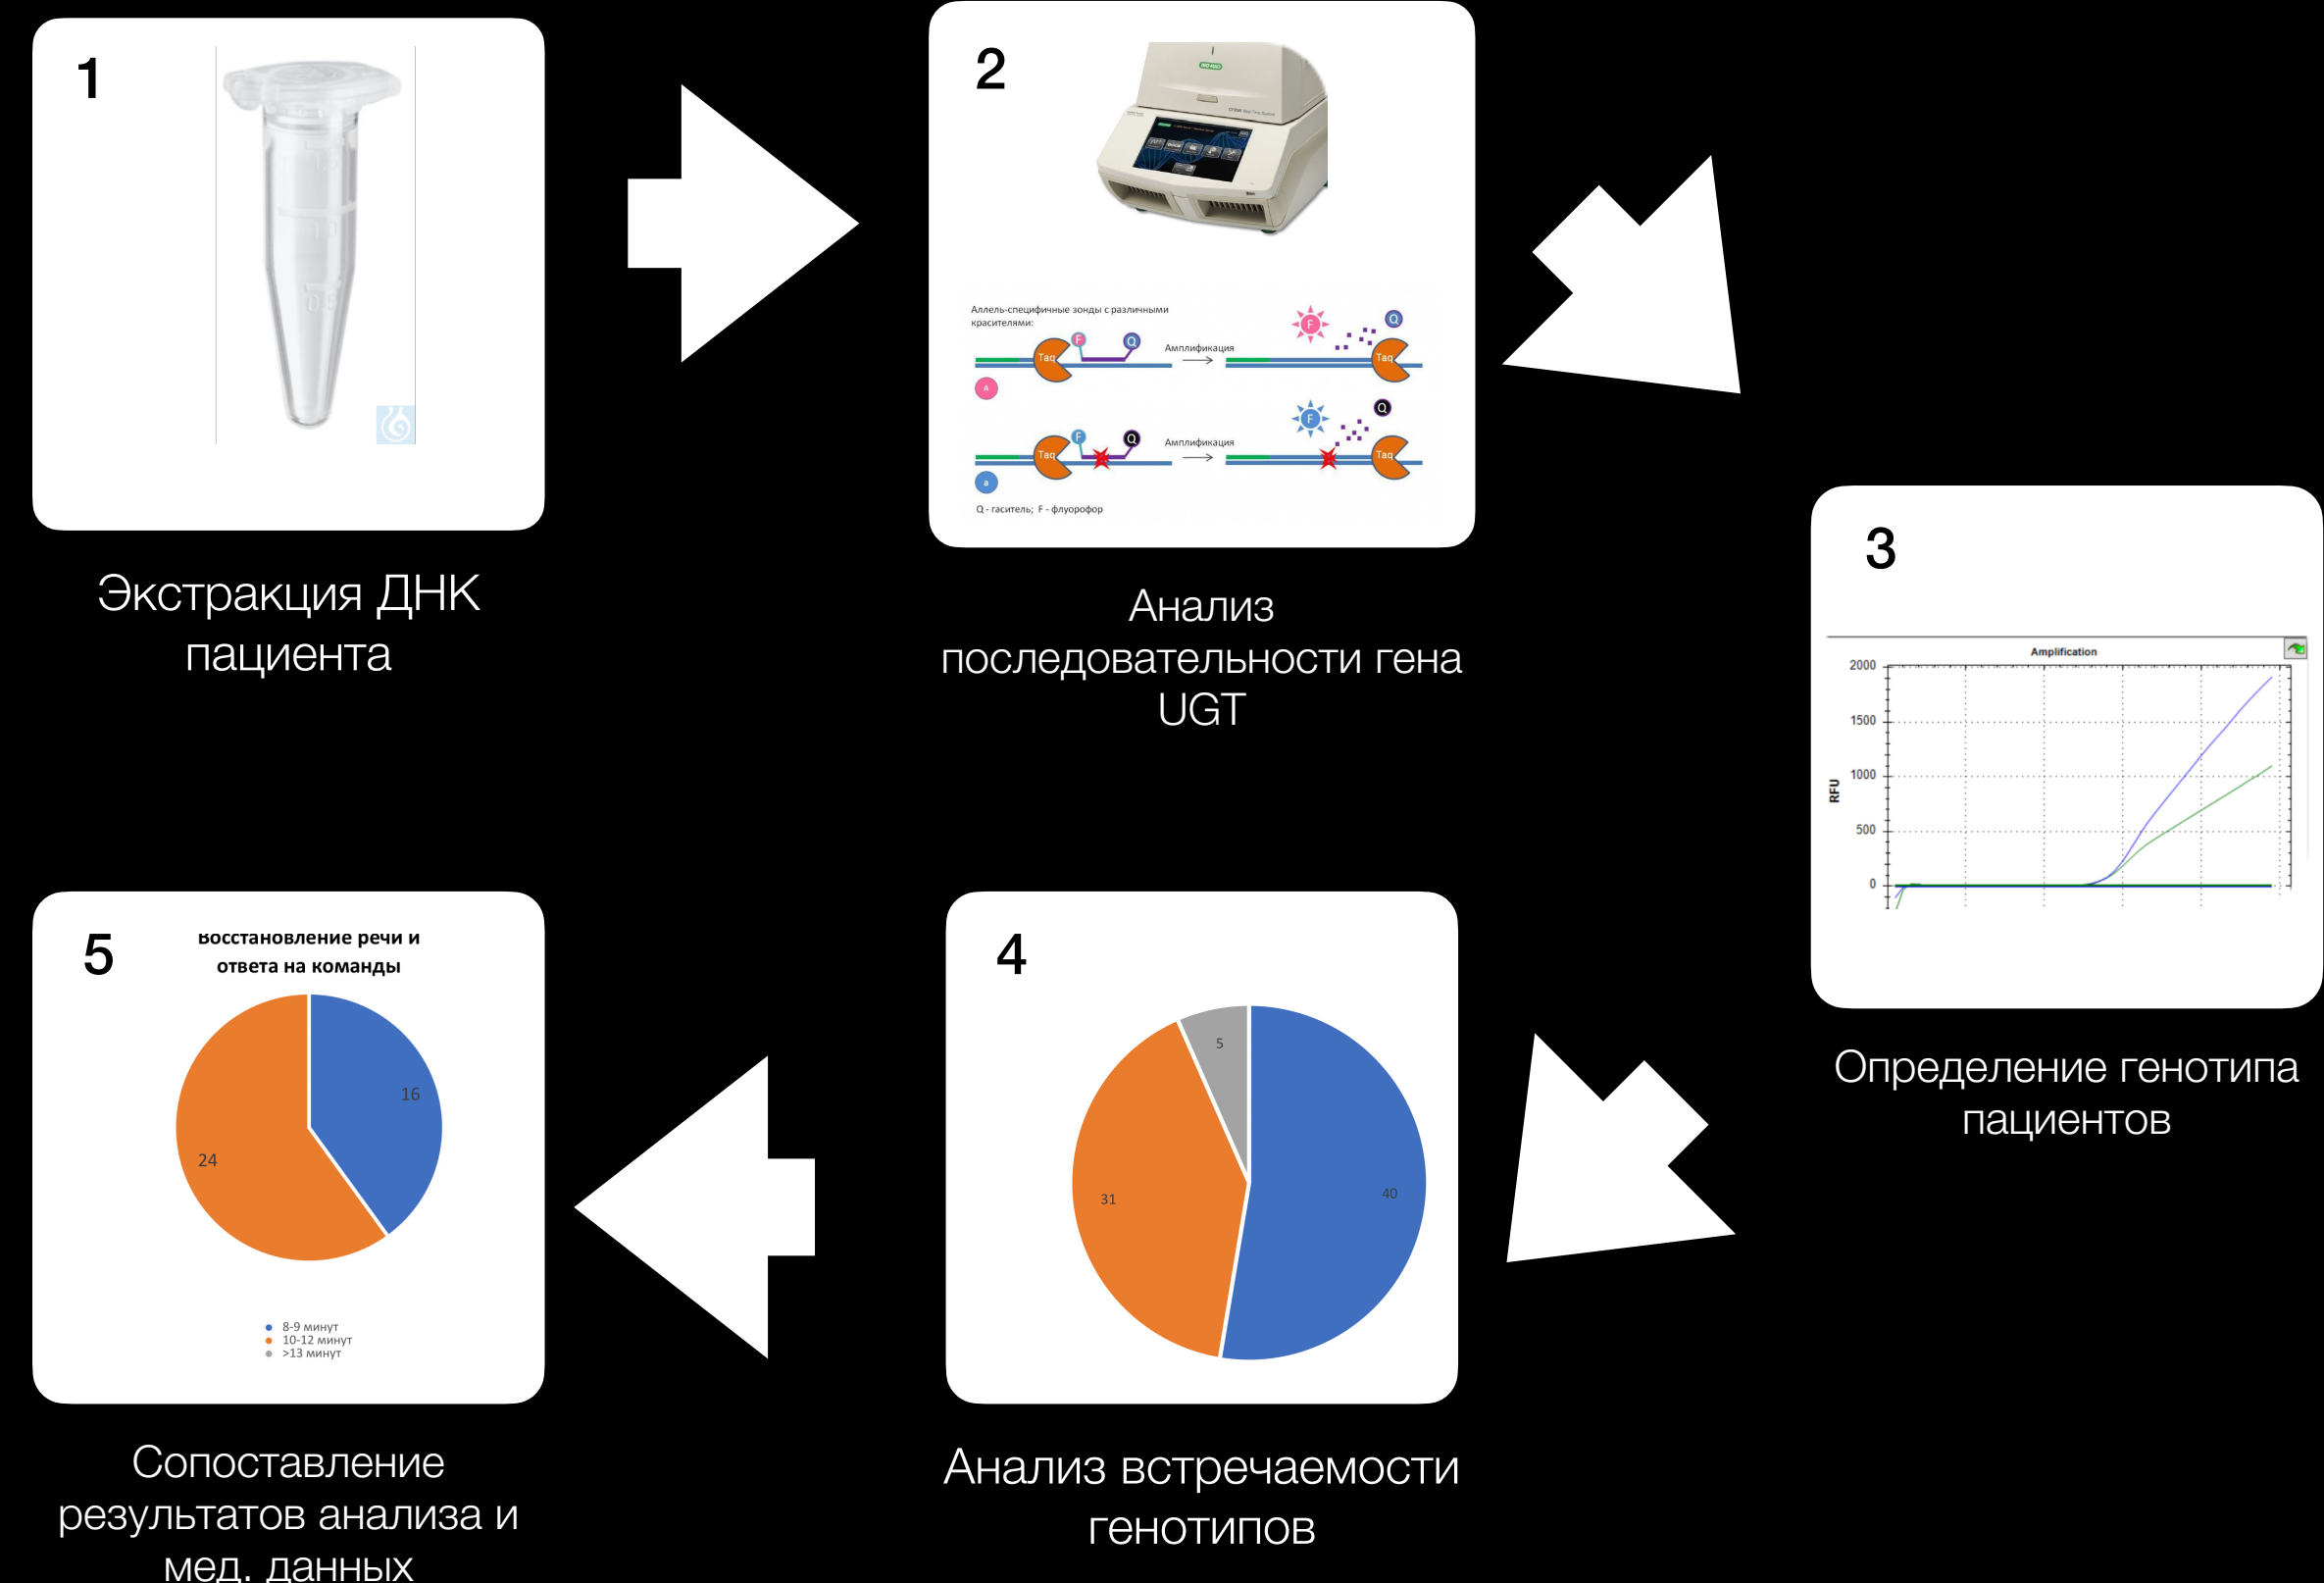 1
Экстракция ДНК
пациента
2
BIO-RAD
Аллель-специфичные зонды с различными
красителями:
Taq
F
Q
Амплификация
F
Q
Taq
A
Taq
F
Q
Амплификация
F
Q
Taq
a
Q - гаситель; F - флуорофор
Анализ
последовательности гена
UGT
3
Amplification
2000
1500
1000
500
0
RFU
Определение генотипа
пациентов
4
5
31
40
Анализ встречаемости
генотипов
5
Восстановление речи и
ответа на команды
16
24
8-9 минут
10-12 минут
>13 минут
Сопоставление
результатов анализа и
мед. данных